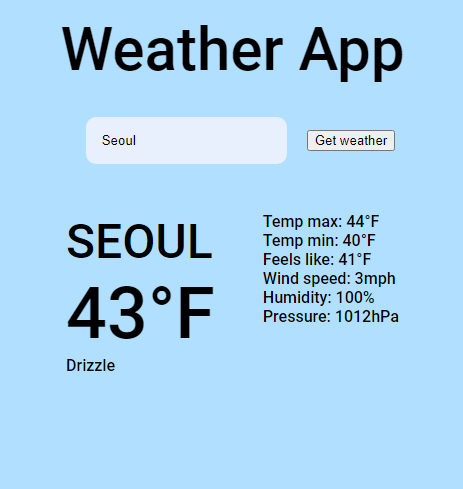 Weather App
Seoul
Get weather
SEOUL
43°F
Drizzle
Temp max: 44°F
Temp min: 40°F
Feels like: 41°F
Wind speed: 3mph
Humidity: 100%
Pressure: 1012hPa